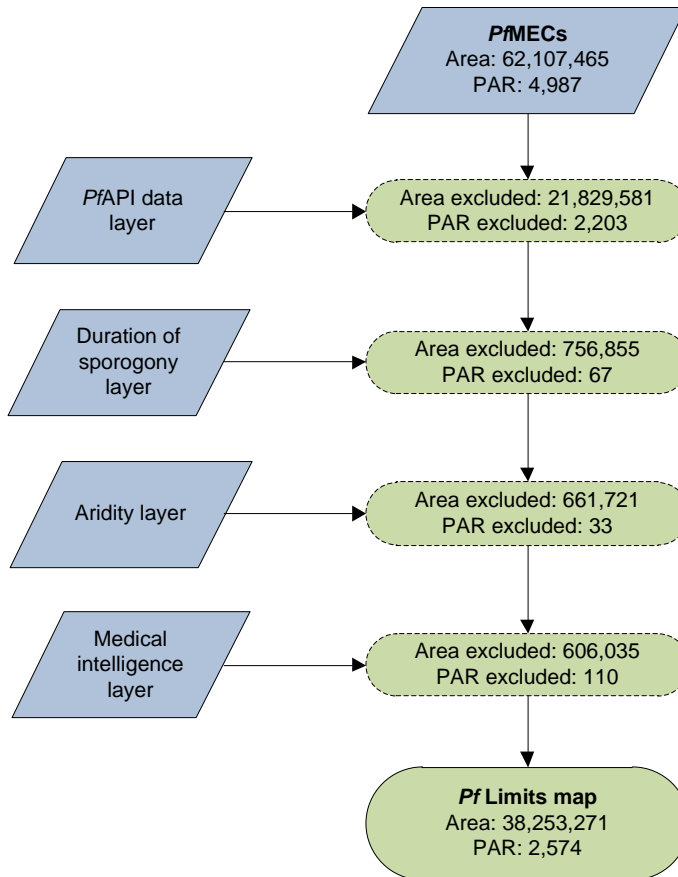 PfMECs
Area: 62,107,465
PAR: 4,987
PfAPI data
layer
Area excluded: 21,829,581
PAR excluded: 2,203
Duration of
sporogony
layer
Area excluded: 756,855
PAR excluded: 67
Aridity layer
Area excluded: 661,721
PAR excluded: 33
Medical
intelligence
layer
Area excluded: 606,035
PAR excluded: 110
Pf Limits map
Area: 38,253,271
PAR: 2,574